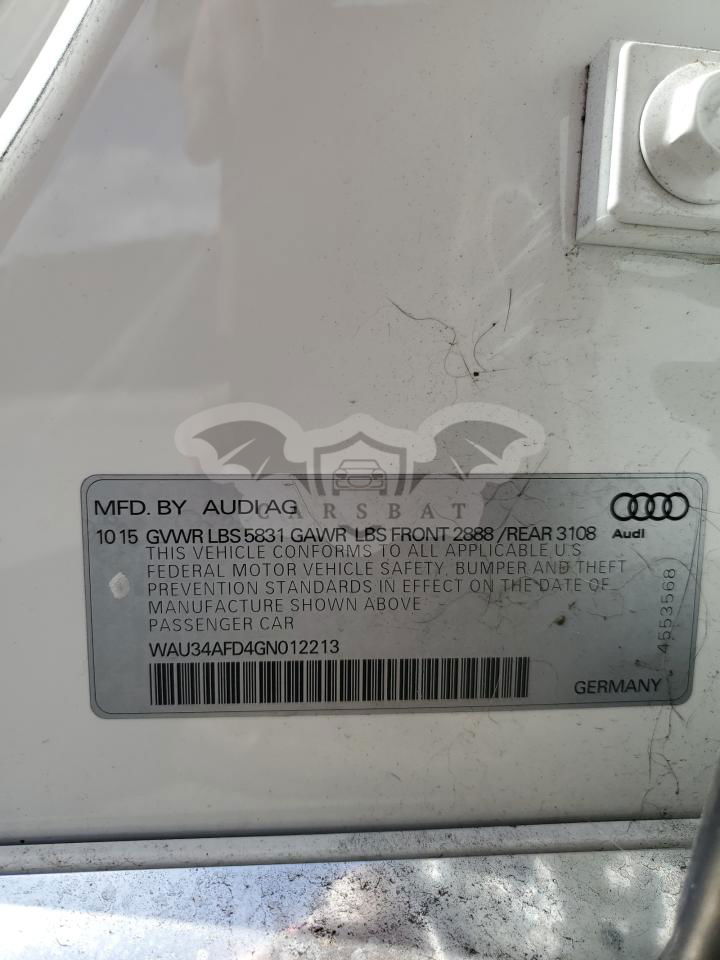 CARSBAT
MFD. BY AUDI AG
10 15 GVWR LBS 5831 GAWR LBS FRONT 2888 /REAR 3108
Audi
THIS VEHICLE CONFORMS TO ALL APPLICABLE U.S
FEDERAL MOTOR VEHICLE SAFETY, BUMPER AND THEFT
PREVENTION STANDARDS IN EFFECT ON THE DATE OF
MANUFACTURE SHOWN ABOVE
PASSENGER CAR
4553568
WAU34AFD4GN012213
GERMANY